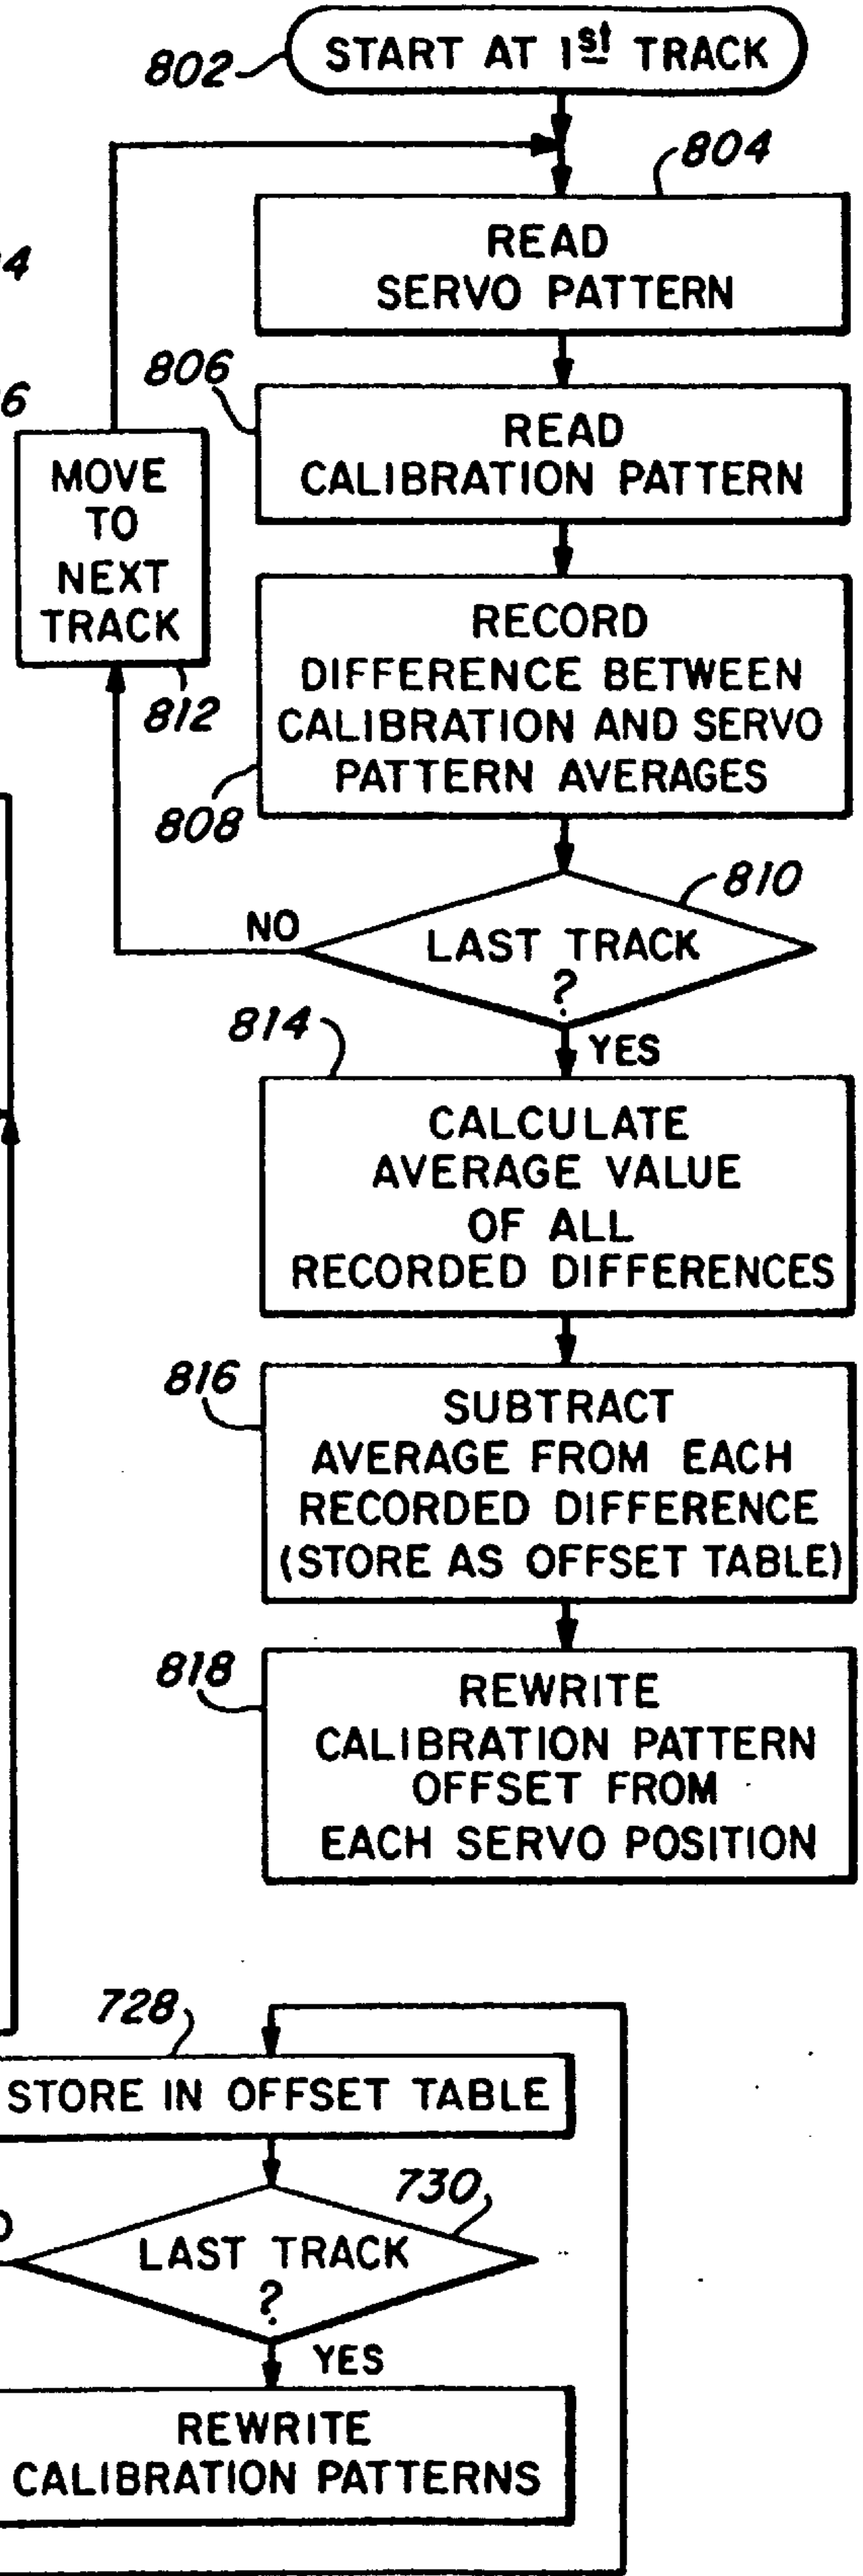 802
START AT 1st TRACK
804
READ
SERVO PATTERN
806
READ
CALIBRATION PATTERN
MOVE
TO
NEXT
TRACK
812
RECORD
DIFFERENCE BETWEEN
CALIBRATION AND SERVO
PATTERN AVERAGES
808
810
NO
LAST TRACK
?
814
YES
CALCULATE
AVERAGE VALUE
OF ALL
RECORDED DIFFERENCES
816
SUBTRACT
AVERAGE FROM EACH
RECORDED DIFFERENCE
(STORE AS OFFSET TABLE)
818
REWRITE
CALIBRATION PATTERN
OFFSET FROM
EACH SERVO POSITION
728
STORE IN OFFSET TABLE
730
LAST TRACK
?
YES
REWRITE
CALIBRATION PATTERNS